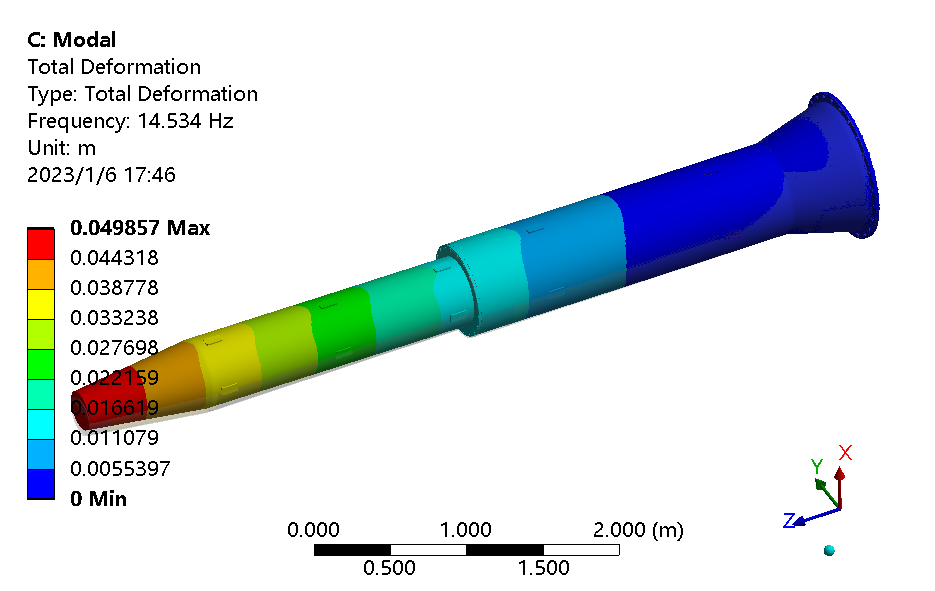 C: Modal
Total Deformation
Type: Total Deformation
Frequency: 14.534 Hz
Unit: m
2023/1/6 17:46
0.049857 Max
0.044318
0.038778
0.033238
0.027698
0.022159
0.016619
0.011079
0.0055397
0 Min
0.000 1.000 2.000 (m)
0.500 1.500
X
Y
Z